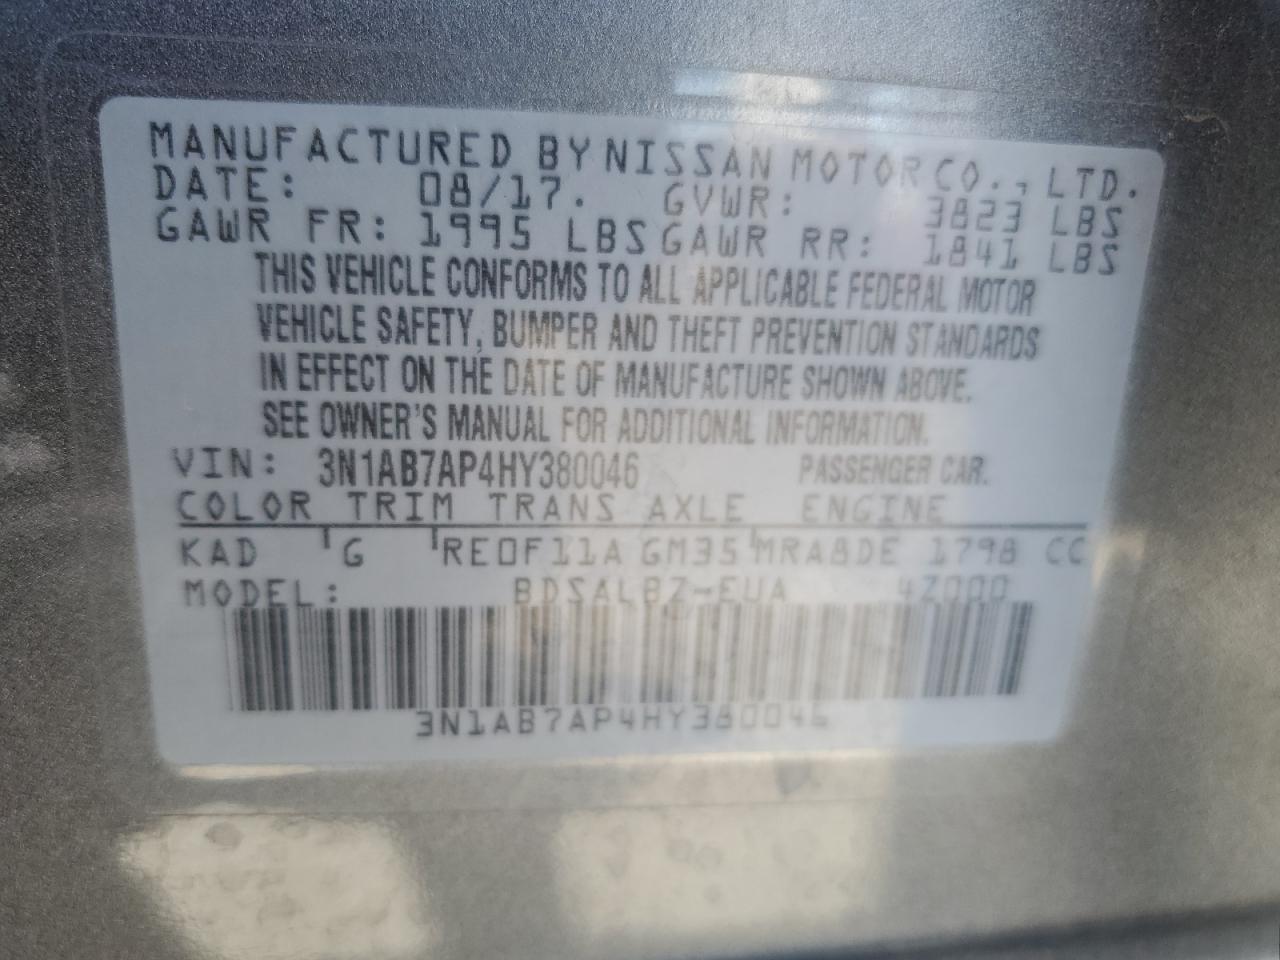 MANUFACTURED BY NISSAN MOTOR CO., LTD.
DATE: 08/17. GVWR: 3823 LBS
GAWR FR: 1995 LBS GAWR RR: 1841 LBS
THIS VEHICLE CONFORMS TO ALL APPLICABLE FEDERAL MOTOR
VEHICLE SAFETY, BUMPER AND THEFT PREVENTION STANDARDS
IN EFFECT ON THE DATE OF MANUFACTURE SHOWN ABOVE.
SEE OWNER'S MANUAL FOR ADDITIONAL INFORMATION.
VIN: 3N1AB7AP4HY380046 PASSENGER CAR.
COLOR TRIM TRANS AXLE ENGINE
KAD G RE0F11A GM35 MRA8DE 1798 CC
MODEL: BDSALBZ-EUA 4Z000
3N1AB7AP4HY380046